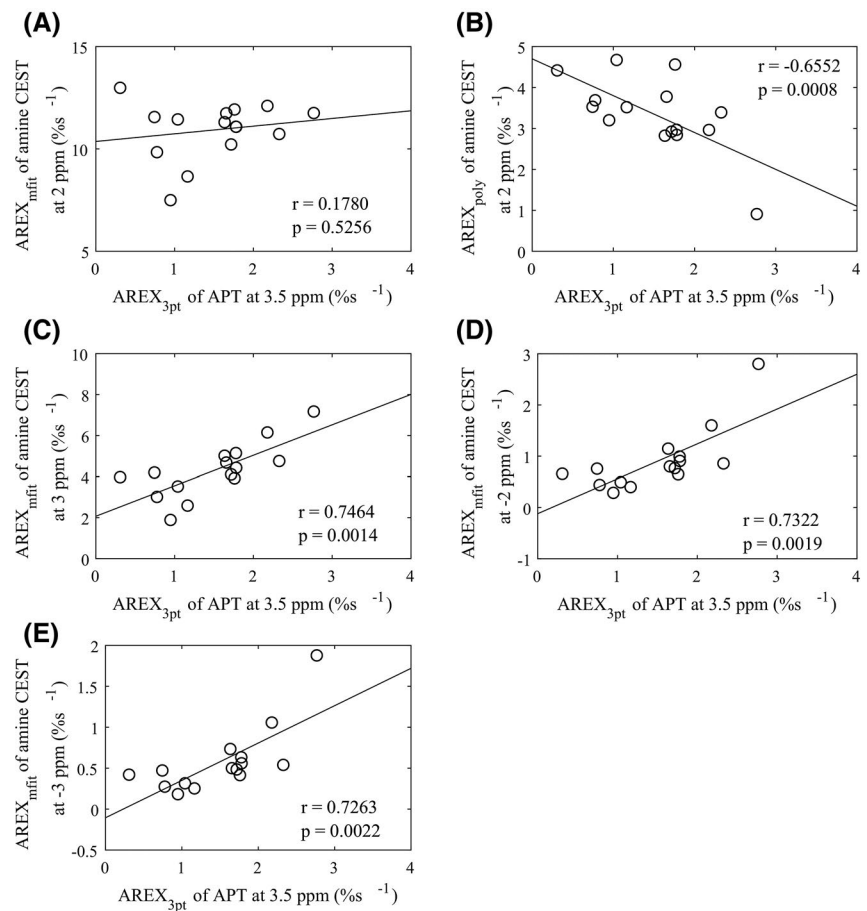 (A)
15
10
5
AREX_mfit of amine CEST
at 2 ppm (%s ^-1)
r = 0.1780
p = 0.5256
0 1 2 3 4
AREX_3pt of APT at 3.5 ppm (%s ^-1)
(B)
5
4
3
2
1
0
AREX_poly of amine CEST
at 2 ppm (%s ^-1)
r = -0.6552
p = 0.0008
0 1 2 3 4
AREX_3pt of APT at 3.5 ppm (%s ^-1)
(C)
10
8
6
4
2
0
AREX_mfit of amine CEST
at 3 ppm (%s ^-1)
r = 0.7464
p = 0.0014
0 1 2 3 4
AREX_3pt of APT at 3.5 ppm (%s ^-1)
(D)
3
2
1
0
-1
AREX_mfit of amine CEST
at -2 ppm (%s ^-1)
r = 0.7322
p = 0.0019
0 1 2 3 4
AREX_3pt of APT at 3.5 ppm (%s ^-1)
(E)
2
1.5
1
0.5
0
-0.5
AREX_mfit of amine CEST
at -3 ppm (%s ^-1)
r = 0.7263
p = 0.0022
0 1 2 3 4
AREX_3pt of APT at 3.5 ppm (%s ^-1)